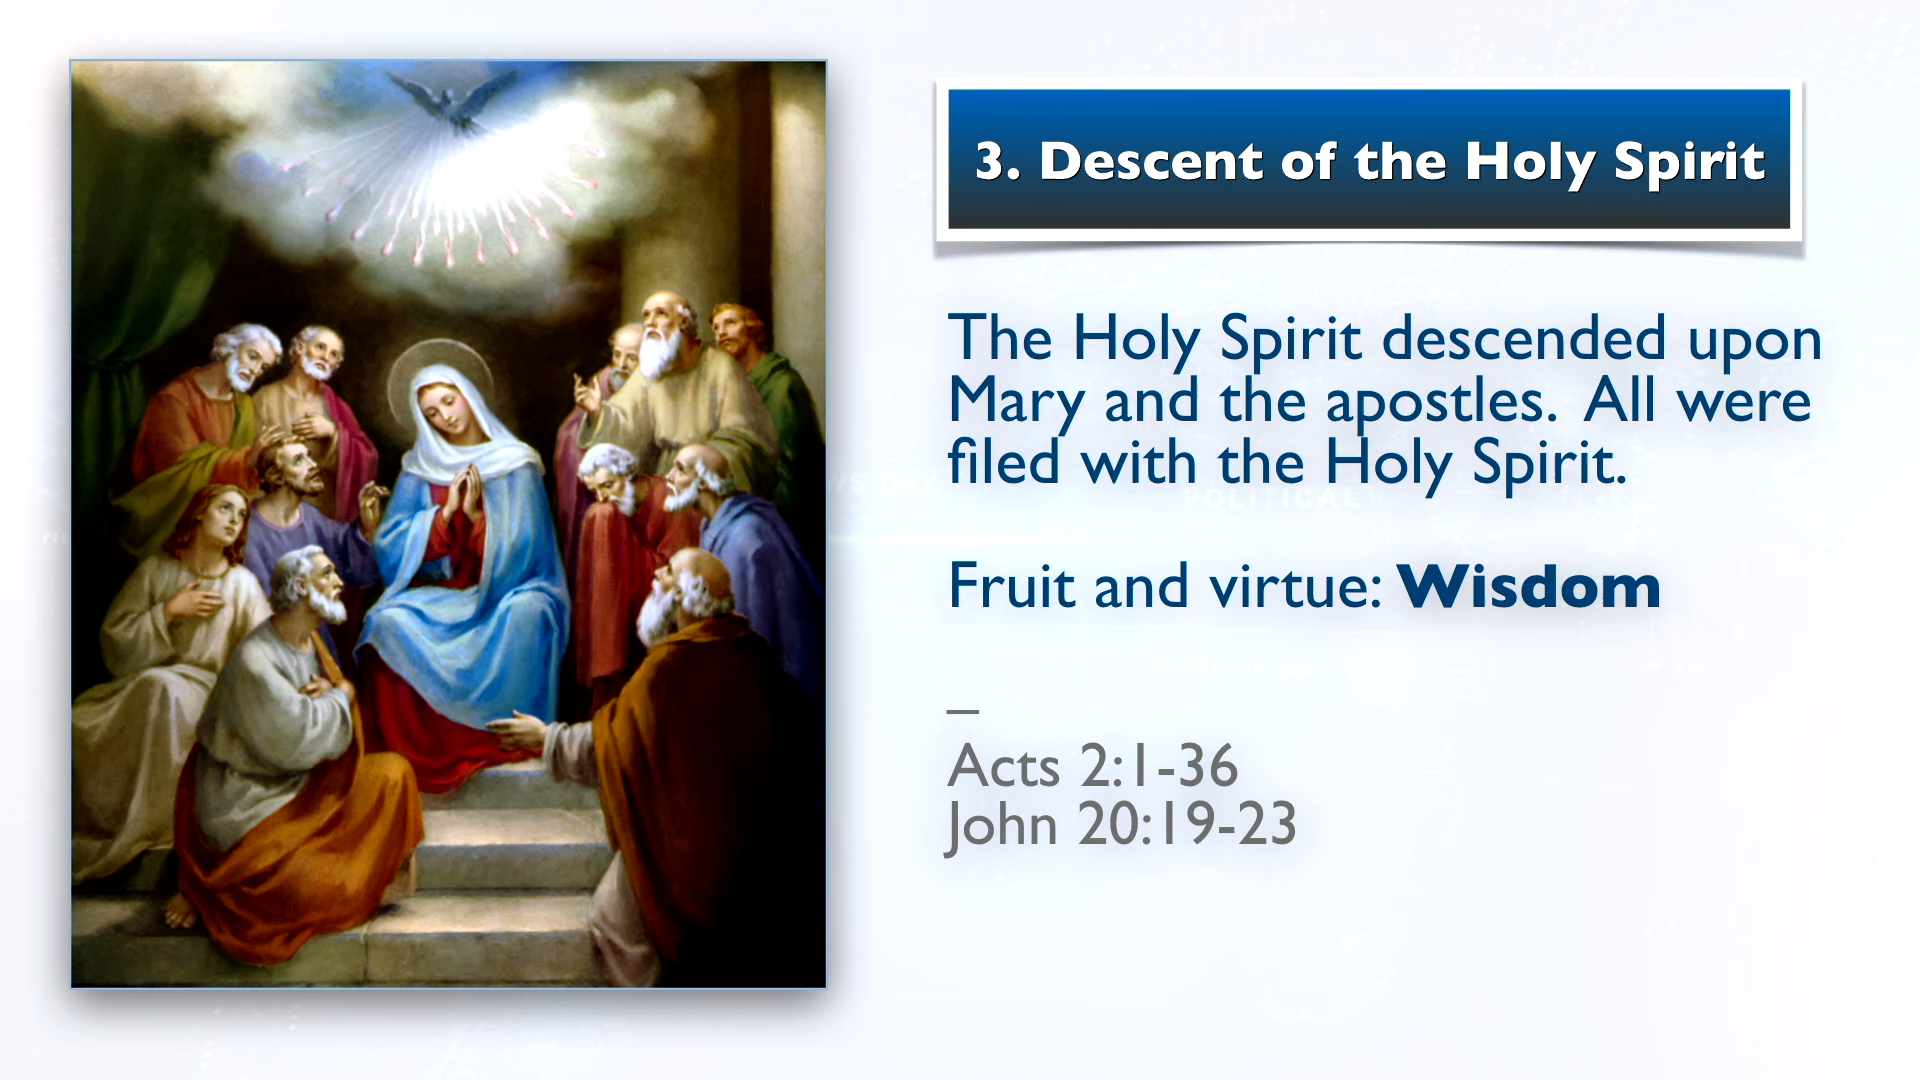 3. Descent of the Holy Spirit
The Holy Spirit descended upon
Mary and the apostles.  All were
filed with the Holy Spirit.
Fruit and virtue: Wisdom
_
Acts 2:1-36
John 20:19-23
POLITICAL